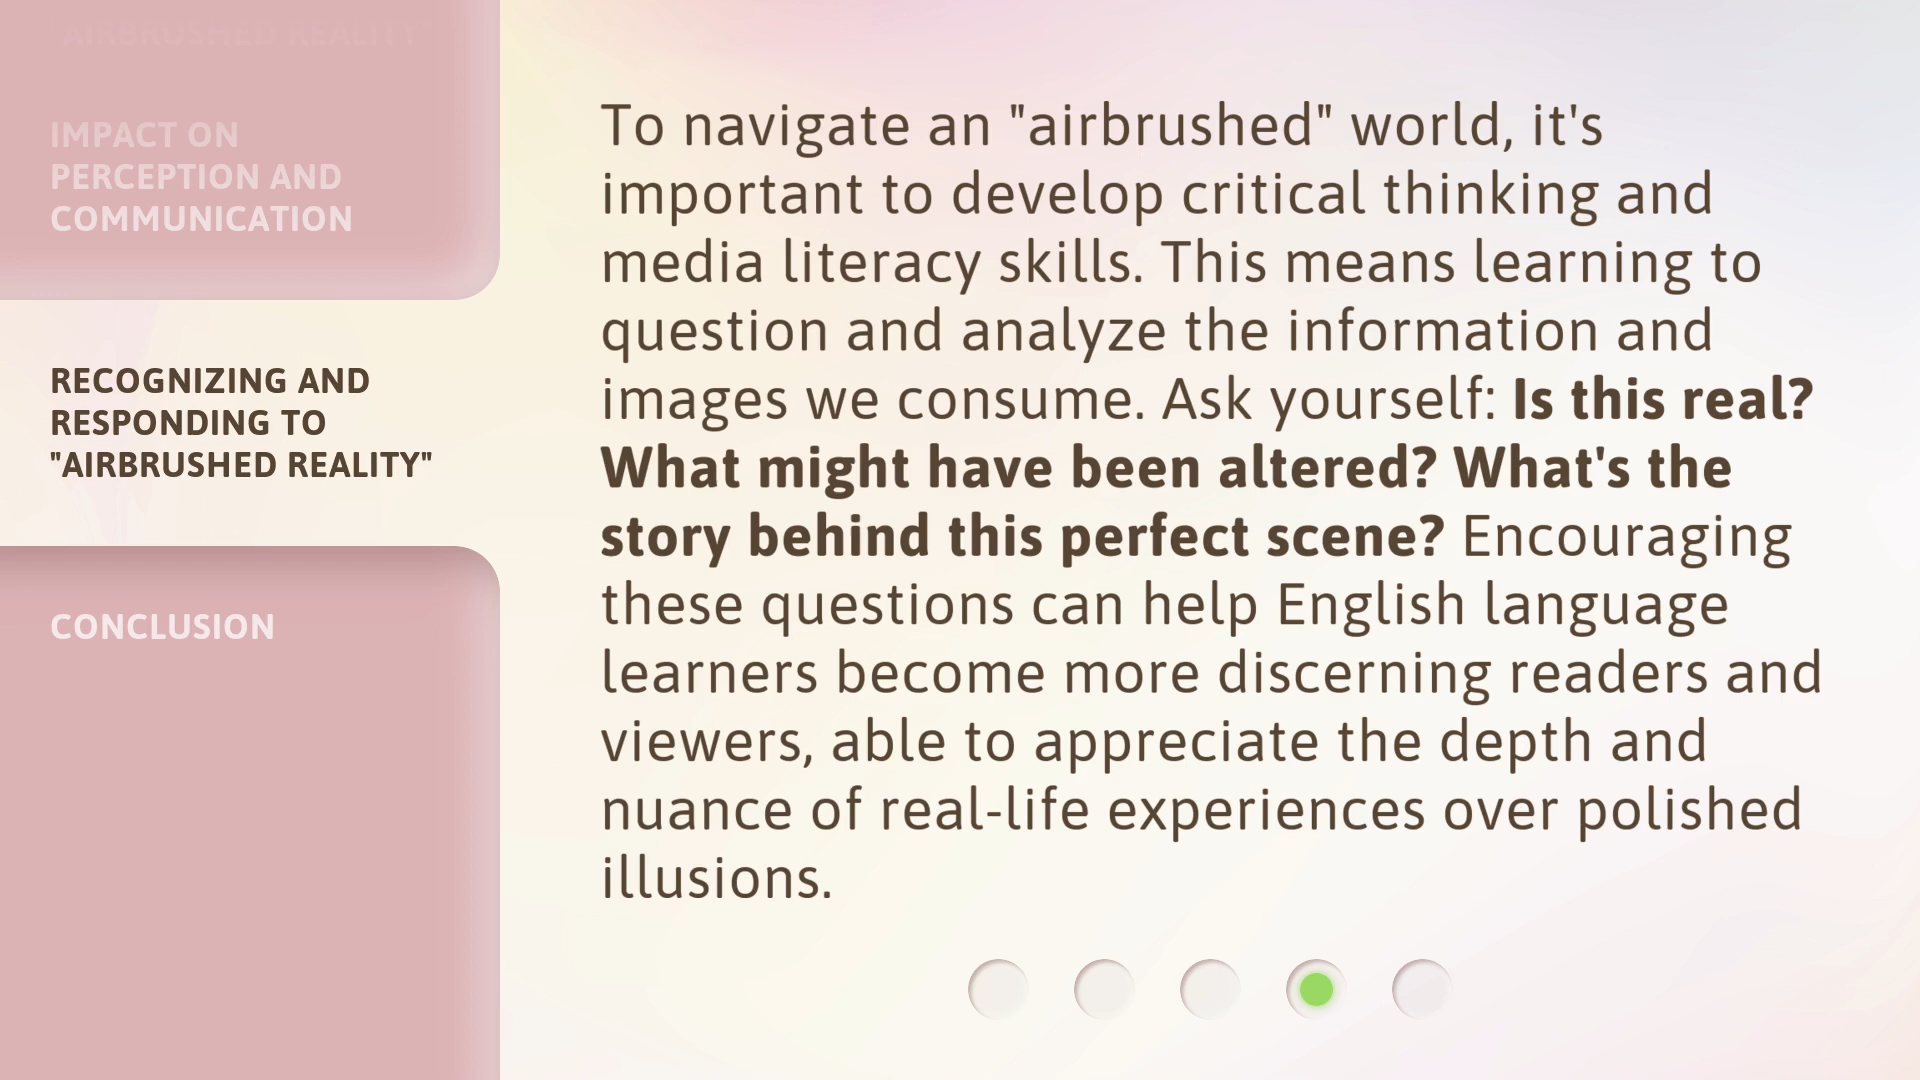 "AIRBRUSHED REALITY"
IMPACT ON
PERCEPTION AND
COMMUNICATION
RECOGNIZING AND
RESPONDING TO
"AIRBRUSHED REALITY"
CONCLUSION
To navigate an "airbrushed" world, it's
important to develop critical thinking and
media literacy skills. This means learning to
question and analyze the information and
images we consume. Ask yourself: Is this real?
What might have been altered? What's the
story behind this perfect scene? Encouraging
these questions can help English language
learners become more discerning readers and
viewers, able to appreciate the depth and
nuance of real-life experiences over polished
illusions.